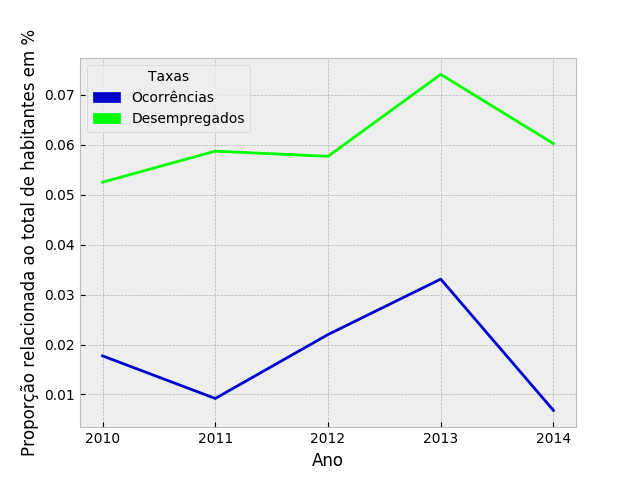 Proporção relacionada ao total de habitantes em %
Taxas
Ocorrências
Desempregados
0.07
0.06
0.05
0.04
0.03
0.02
0.01
2010 2011 2012 2013 2014
Ano